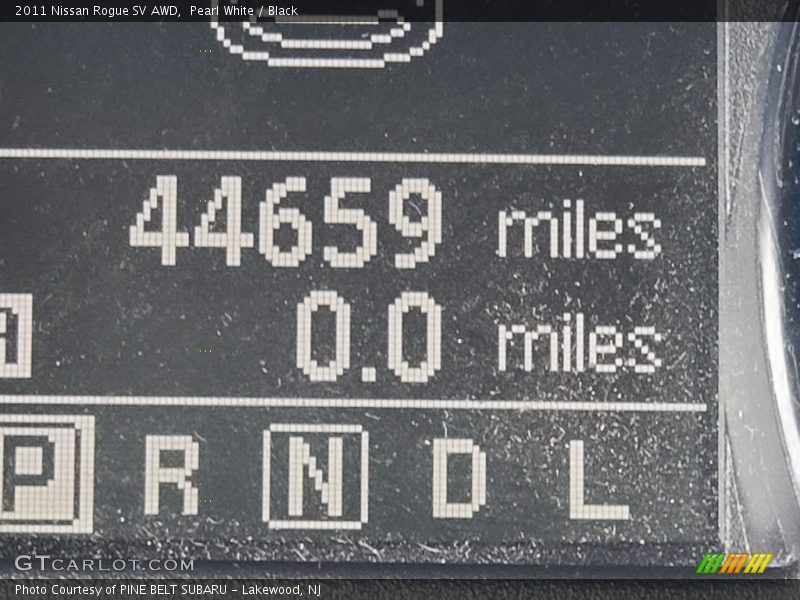 2011 Nissan Rogue SV AWD, Pearl White / Black
44659 miles
A 0.0 miles
P R N D L
GTCARLOT.COM
Photo Courtesy of PINE BELT SUBARU - Lakewood, NJ